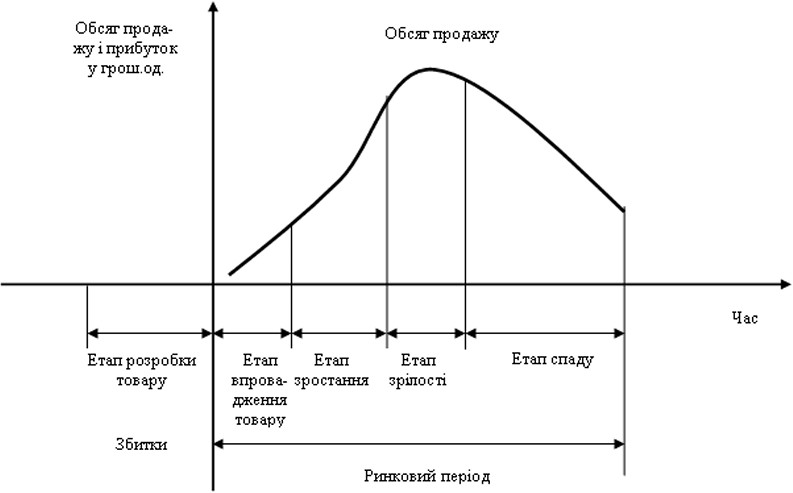 Обсяг прода-
жу і прибуток
у грош.од.
Обсяг продажу
Час
Етап розробки
товару
Етап
впрова-
дження
товару
Етап
зростання
Етап
зрілості
Етап спаду
Збитки
Ринковий період